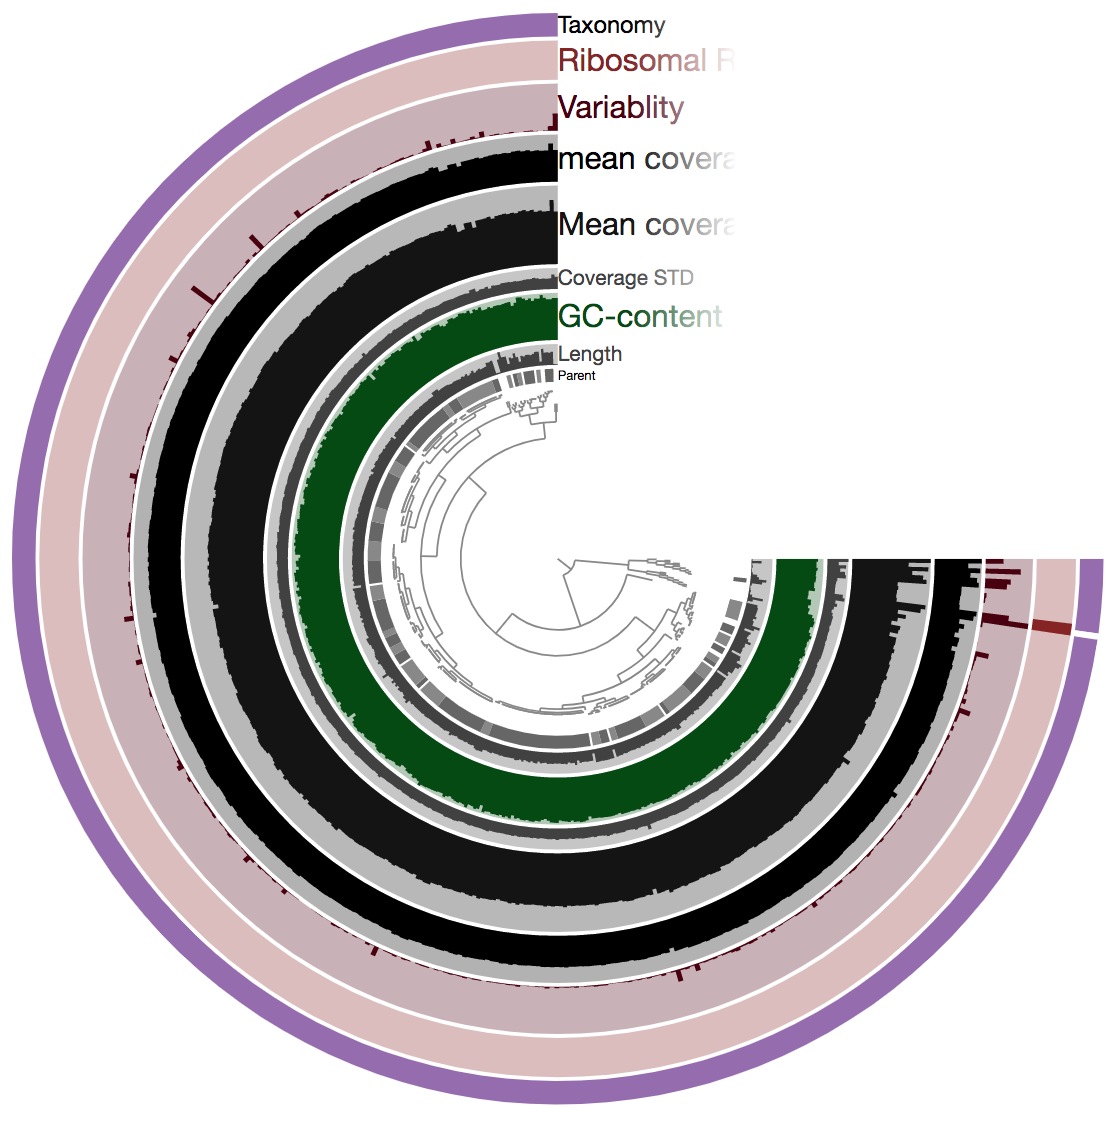 Taxonomy
Ribosomal R
Variablity
mean covera
Mean covera
Coverage STD
GC-content
Length
Parent